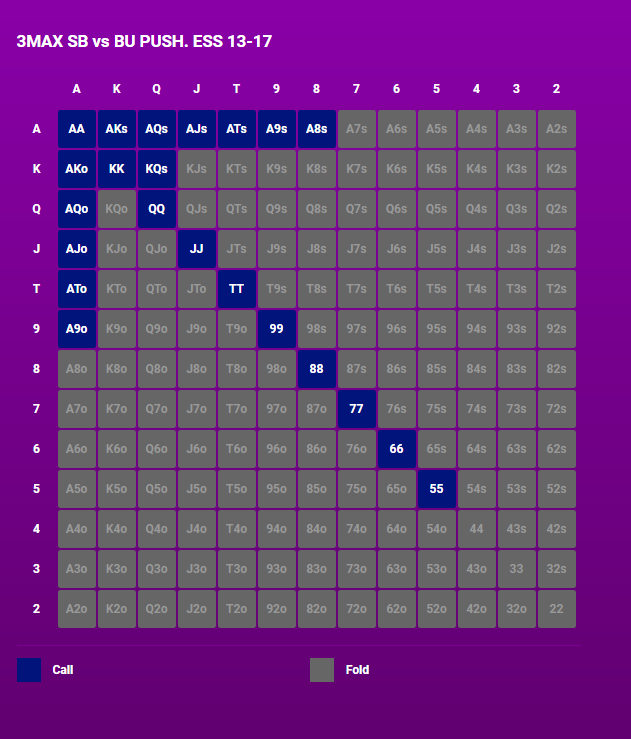 3MAX SB vs BU PUSH. ESS 13-17
A K Q J T 9 8 7 6 5 4 3 2
A AA AKs AQs AJs ATs A9s A8s A7s A6s A5s A4s A3s A2s
K AKo KK KQs KJs KTs K9s K8s K7s K6s K5s K4s K3s K2s
Q AQo KQo QQ QJs QTs Q9s Q8s Q7s Q6s Q5s Q4s Q3s Q2s
J AJo KJo QJo JJ JTs J9s J8s J7s J6s J5s J4s J3s J2s
T ATo KTo QTo JTo TT T9s T8s T7s T6s T5s T4s T3s T2s
9 A9o K9o Q9o J9o T9o 99 98s 97s 96s 95s 94s 93s 92s
8 A8o K8o Q8o J8o T8o 98o 88 87s 86s 85s 84s 83s 82s
7 A7o K7o Q7o J7o T7o 97o 87o 77 76s 75s 74s 73s 72s
6 A6o K6o Q6o J6o T6o 96o 86o 76o 66 65s 64s 63s 62s
5 A5o K5o Q5o J5o T5o 95o 85o 75o 65o 55 54s 53s 52s
4 A4o K4o Q4o J4o T4o 94o 84o 74o 64o 54o 44 43s 42s
3 A3o K3o Q3o J3o T3o 93o 83o 73o 63o 53o 43o 33 32s
2 A2o K2o Q2o J2o T2o 92o 82o 72o 62o 52o 42o 32o 22
Call Fold